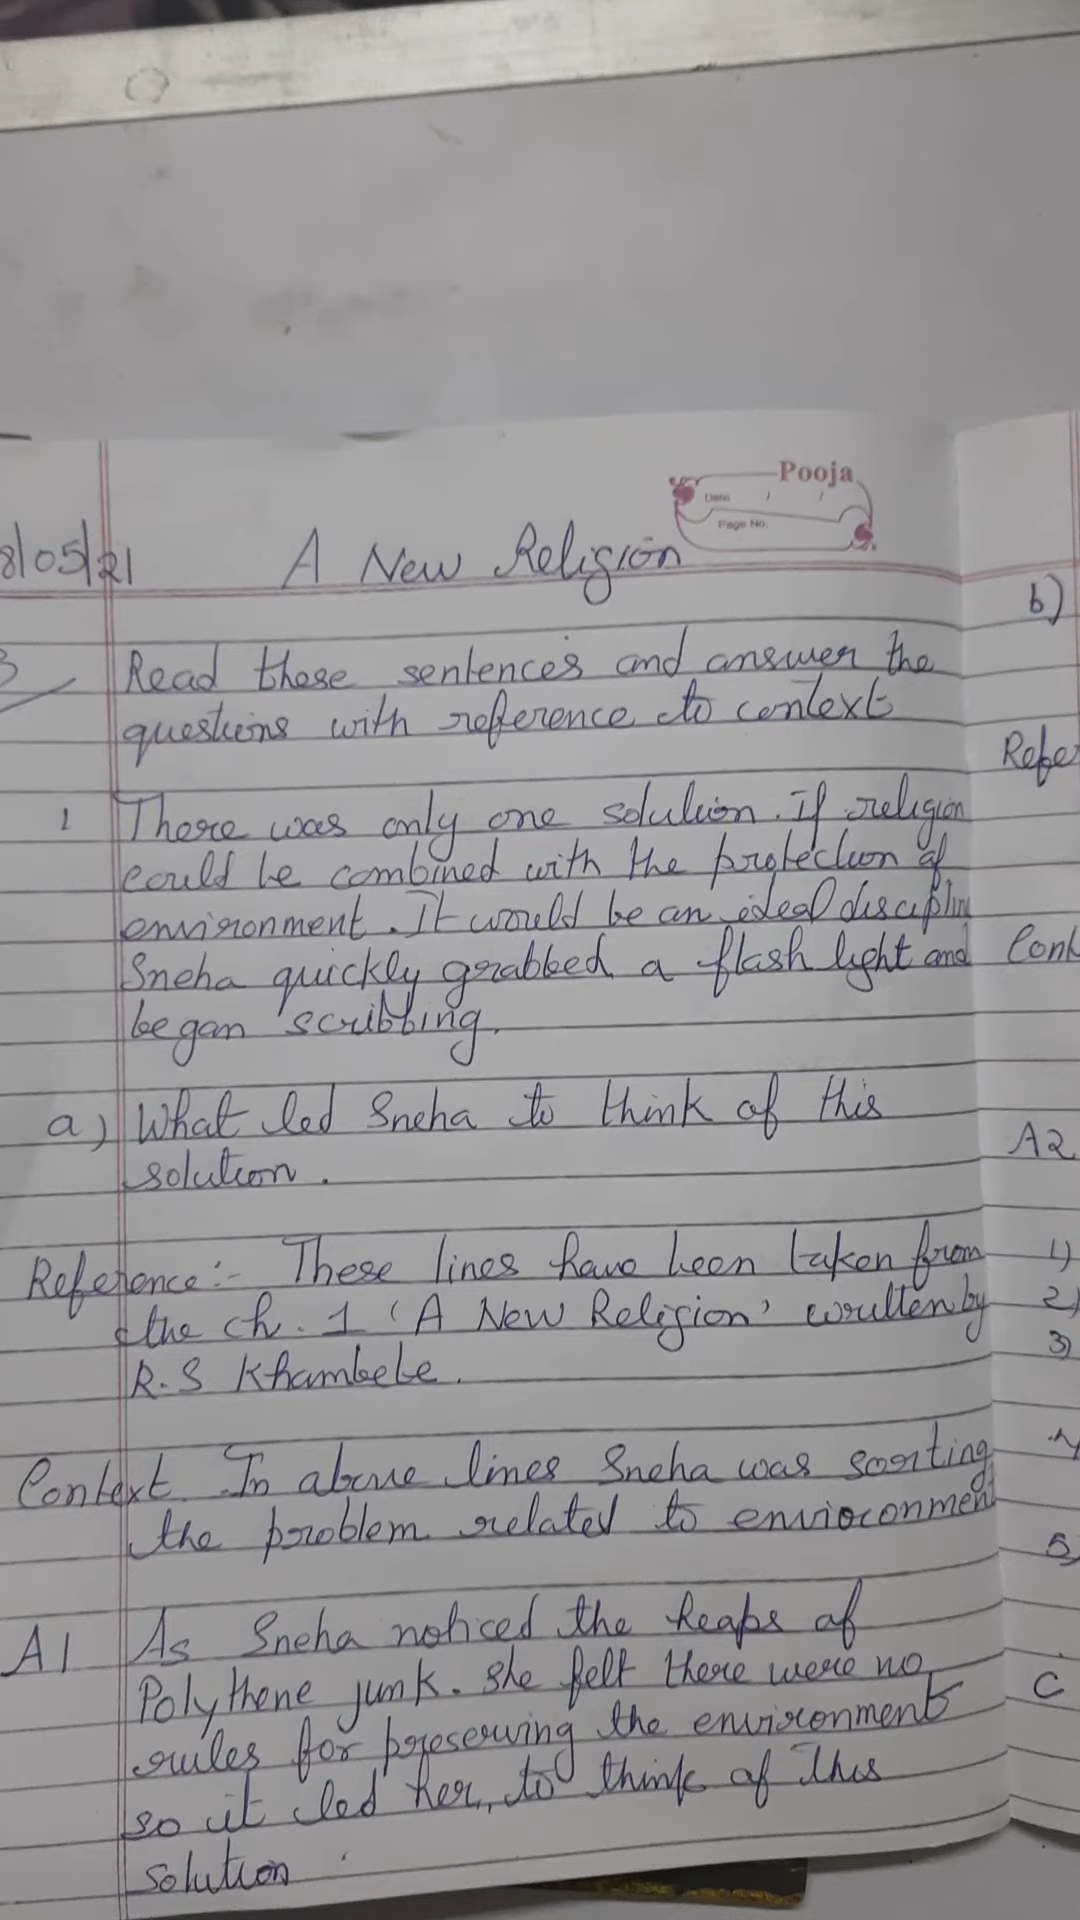 Pooja
Date / /
Page No.
8/05/21 A New Religion
Read these sentences and answer the
questions with reference to context
1 There was only one solution. If religion
could be combined with the protection of
environment. It would be an ideal disciplin
Sneha quickly grabbed a flash light and
began scribbing.
a) What led Sneha to think of this
solution.
Reference:- These lines have been taken from
the ch. 1 'A New Religion' written by
R.S Khambete.
Context. In above lines Sneha was soorting
the problem related to envioronment
A1 As Sneha noticed the heaps of
Polythene junk. She felt there were no
rules for preserving the environment
so it led her, to think of this
solution.
b)
Refer
Cont
A2
1)
2)
3)
5
C